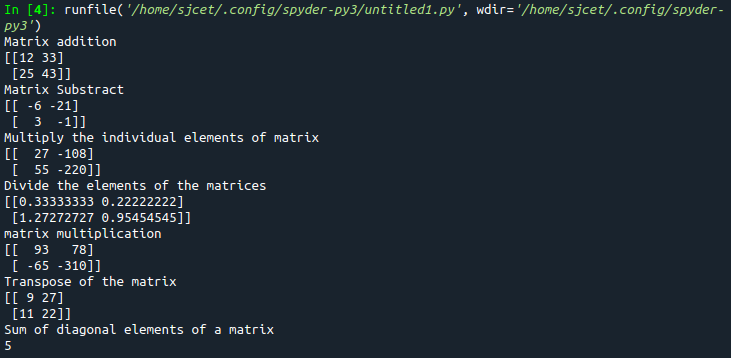 In [4]: runfile('/home/sjcet/.config/spyder-py3/untitled1.py', wdir='/home/sjcet/.config/spyder-
py3')
Matrix addition
[[12 33]
 [25 43]]
Matrix Substract
[[ -6 -21]
 [  3  -1]]
Multiply the individual elements of matrix
[[  27 -108]
 [  55 -220]]
Divide the elements of the matrices
[[0.33333333 0.22222222]
 [1.27272727 0.95454545]]
matrix multiplication
[[  93   78]
 [ -65 -310]]
Transpose of the matrix
[[ 9 27]
 [11 22]]
Sum of diagonal elements of a matrix
5